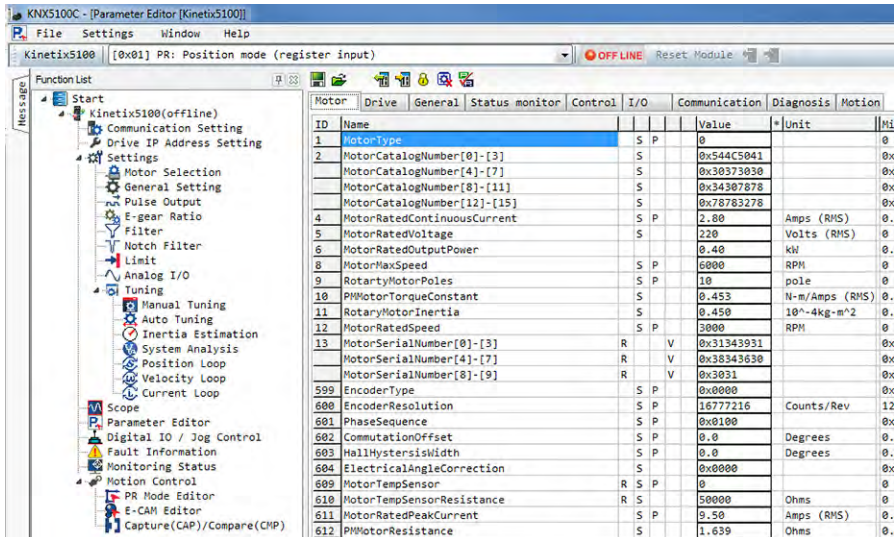 KNX5100C - [Parameter Editor [Kinetix5100]]
File Settings Window Help
Kinetix5100 [0x01] PR: Position mode (register input) OFF LINE Reset Module
Message
Function List
Start
Kinetix5100(offline)
Communication Setting
Drive IP Address Setting
Settings
Motor Selection
General Setting
Pulse Output
E-gear Ratio
Filter
Notch Filter
Limit
Analog I/O
Tuning
Manual Tuning
Auto Tuning
Inertia Estimation
System Analysis
Position Loop
Velocity Loop
Current Loop
Scope
Parameter Editor
Digital IO / Jog Control
Fault Information
Monitoring Status
Motion Control
PR Mode Editor
E-CAM Editor
Capture(CAP)/Compare(CMP)
Motor Drive General Status monitor Control I/O Communication Diagnosis Motion
ID Name Value * Unit Mi
1 MotorType S P 0 0
2 MotorCatalogNumber[0]-[3] S 0x544C5041 0x
MotorCatalogNumber[4]-[7] S 0x30373030 0x
MotorCatalogNumber[8]-[11] S 0x34307878 0x
MotorCatalogNumber[12]-[15] S 0x78783278 0x
4 MotorRatedContinuousCurrent S P 2.80 Amps (RMS) 0.
5 MotorRatedVoltage S 220 Volts (RMS) 0
6 MotorRatedOutputPower 0.40 kW 0.
8 MotorMaxSpeed S P 6000 RPM 0
9 RotartyMotorPoles S P 10 pole 0
10 PMMotorTorqueConstant S 0.453 N-m/Amps (RMS) 0.
11 RotaryMotorInertia S 0.450 10^-4kg-m^2 0.
12 MotorRatedSpeed S P 3000 RPM 0
13 MotorSerialNumber[0]-[3] R V 0x31343931 0x
MotorSerialNumber[4]-[7] R V 0x38343630 0x
MotorSerialNumber[8]-[9] R V 0x3031 0x
599 EncoderType S P 0x0000 0x
600 EncoderResolution S P 16777216 Counts/Rev 12
601 PhaseSequence S P 0x0100 0x
602 CommutationOffset S P 0.0 Degrees 0.
603 HallHystersisWidth S P 0.0 Degrees 0.
604 ElectricalAngleCorrection S 0x0000 0x
609 MotorTempSensor R S P 0 0
610 MotorTempSensorResistance R S 50000 Ohms 0
611 MotorRatedPeakCurrent S P 9.50 Amps (RMS) 0.
612 PMMotorResistance S 1.639 Ohms 0.